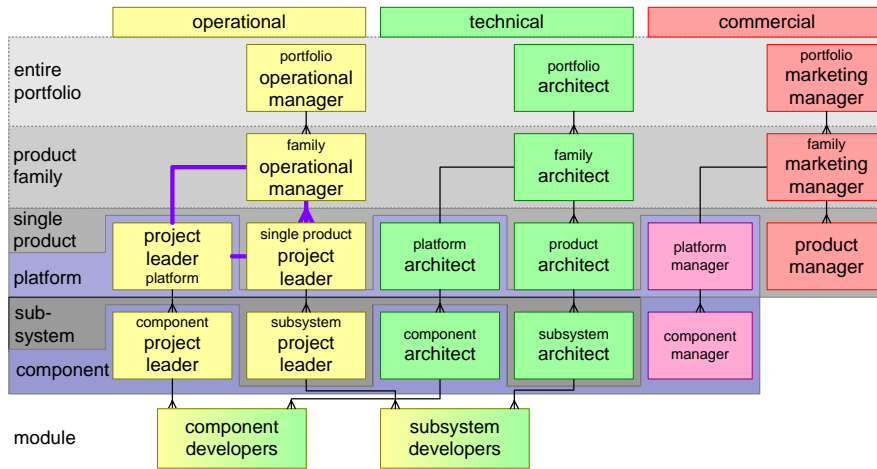 operational
technical
commercial
entire
portfolio
portfolio
operational
manager
portfolio
architect
portfolio
marketing
manager
product
family
family
operational
manager
family
architect
family
marketing
manager
single
product
platform
project
leader
platform
single product
project
leader
platform
architect
product
architect
platform
manager
product
manager
sub-
system
component
component
project
leader
subsystem
project
leader
component
architect
subsystem
architect
component
manager
module
component
developers
subsystem
developers